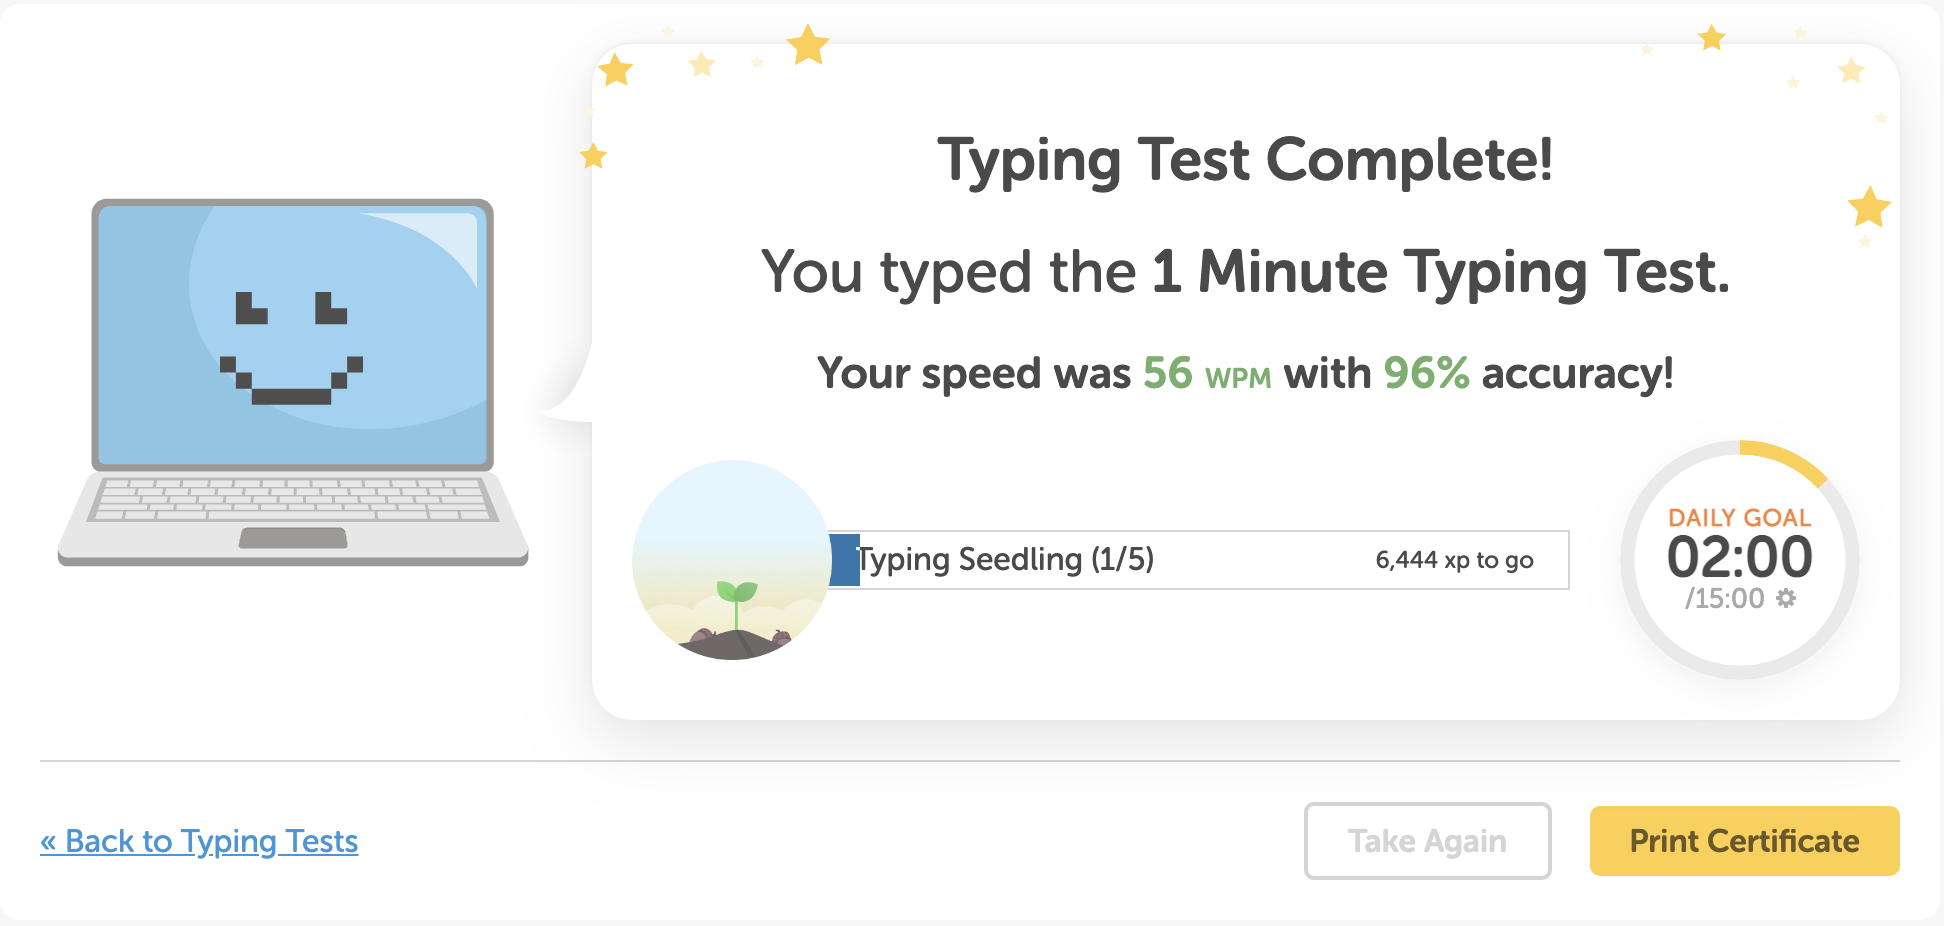 Typing Test Complete!
You typed the 1 Minute Typing Test.
Your speed was 56 WPM with 96% accuracy!
Typing Seedling (1/5)
6,444 xp to go
DAILY GOAL
02:00
/15:00
« Back to Typing Tests
Take Again
Print Certificate